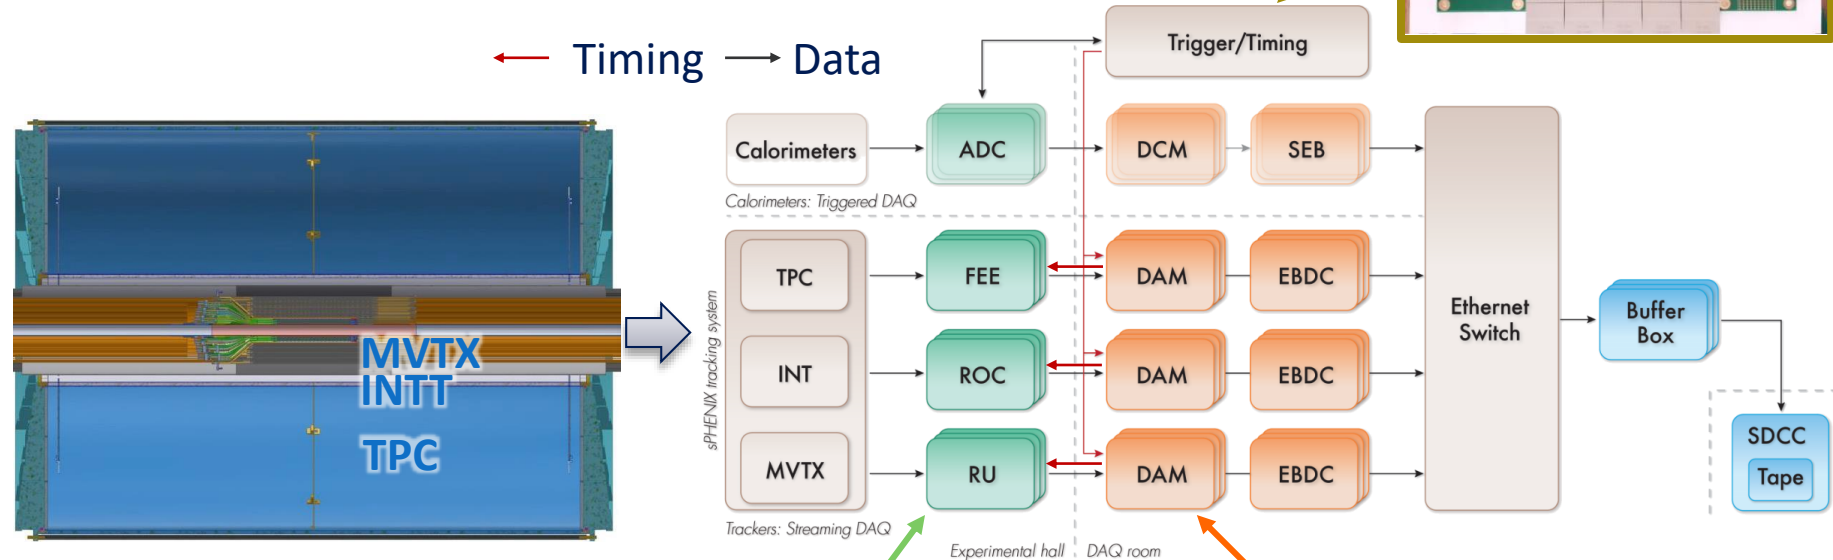 Timing
Data
Trigger/Timing
Calorimeters
ADC
DCM
SEB
Calorimeters: Triggered DAQ
MVTX
INTT
TPC
sPHENIX tracking system
TPC
FEE
DAM
EBDC
INT
ROC
DAM
EBDC
MVTX
RU
DAM
EBDC
Trackers: Streaming DAQ
Experimental hall
DAQ room
Ethernet
Switch
Buffer
Box
SDCC
Tape